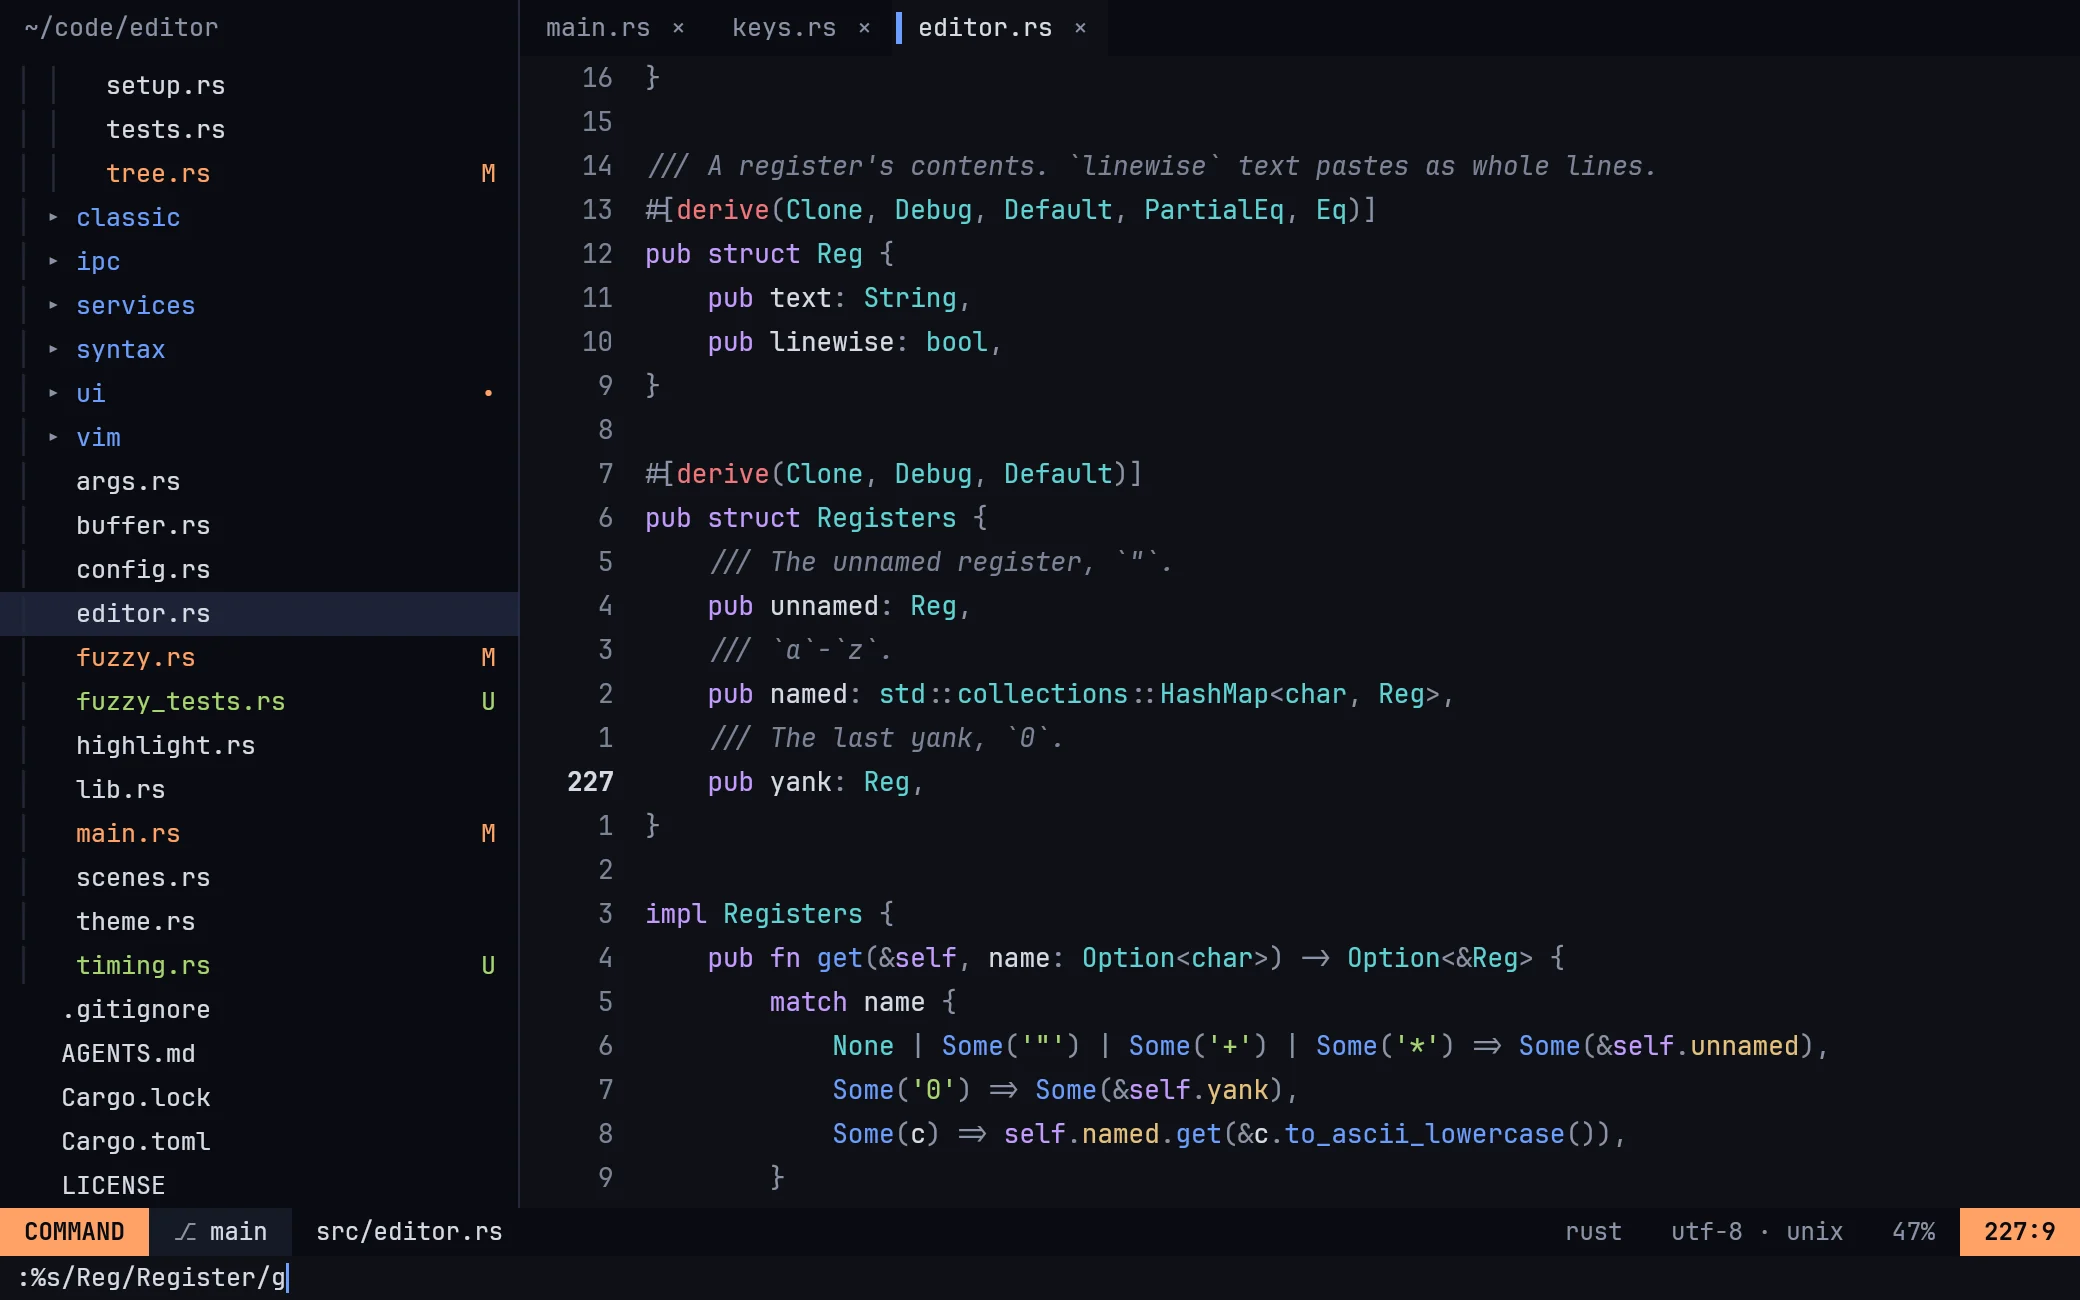 ~/code/editor
setup.rs
tests.rs
tree.rs M
▸ classic
▸ ipc
▸ services
▸ syntax
▸ ui •
▸ vim
args.rs
buffer.rs
config.rs
editor.rs
fuzzy.rs M
fuzzy_tests.rs U
highlight.rs
lib.rs
main.rs M
scenes.rs
theme.rs
timing.rs U
.gitignore
AGENTS.md
Cargo.lock
Cargo.toml
LICENSE
main.rs × keys.rs × editor.rs ×
16 }
15
14 /// A register's contents. `linewise` text pastes as whole lines.
13 #[derive(Clone, Debug, Default, PartialEq, Eq)]
12 pub struct Reg {
11     pub text: String,
10     pub linewise: bool,
9 }
8
7 #[derive(Clone, Debug, Default)]
6 pub struct Registers {
5     /// The unnamed register, `"`.
4     pub unnamed: Reg,
3     /// `a`-`z`.
2     pub named: std::collections::HashMap<char, Reg>,
1     /// The last yank, `0`.
227     pub yank: Reg,
1 }
2
3 impl Registers {
4     pub fn get(&self, name: Option<char>) -> Option<&Reg> {
5         match name {
6             None | Some('"') | Some('+') | Some('*') => Some(&self.unnamed),
7             Some('0') => Some(&self.yank),
8             Some(c) => self.named.get(&c.to_ascii_lowercase()),
9         }
COMMAND ⎇ main src/editor.rs rust utf-8 · unix 47% 227:9
:%s/Reg/Register/g